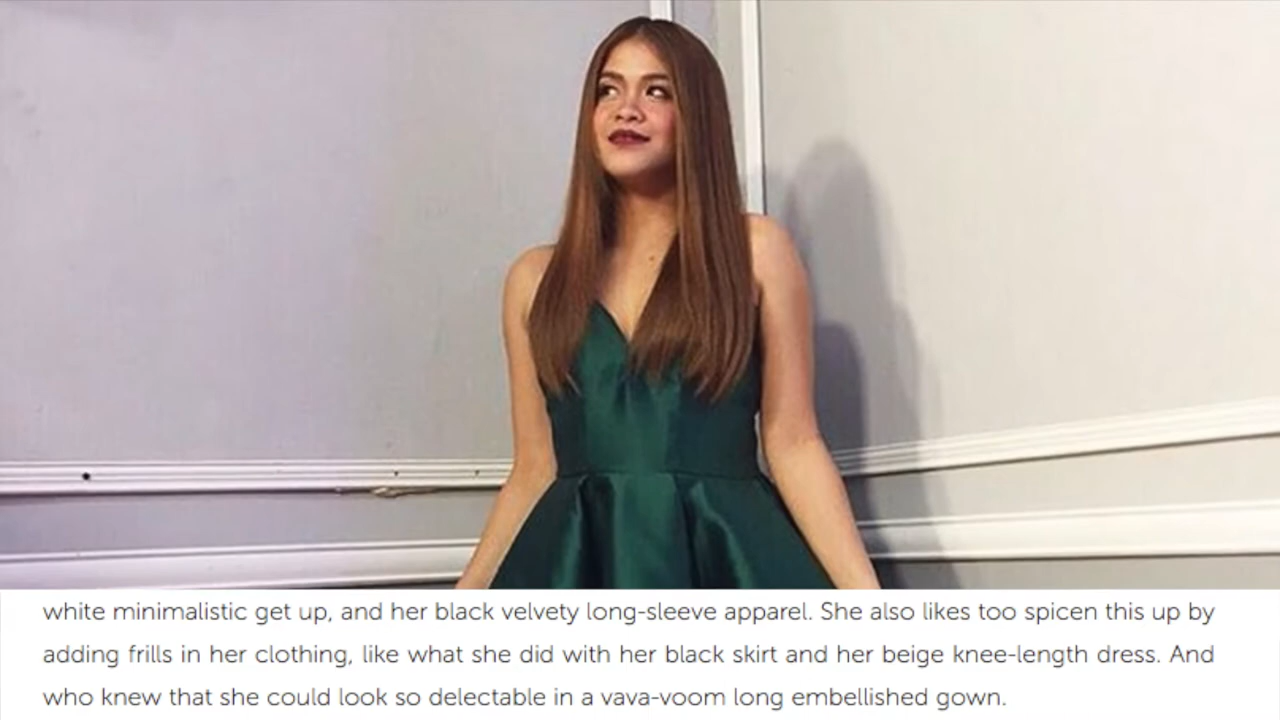 white minimalistic get up, and her black velvety long-sleeve apparel. She also likes too spicen this up by
adding frills in her clothing, like what she did with her black skirt and her beige knee-length dress. And
who knew that she could look so delectable in a vava-voom long embellished gown.